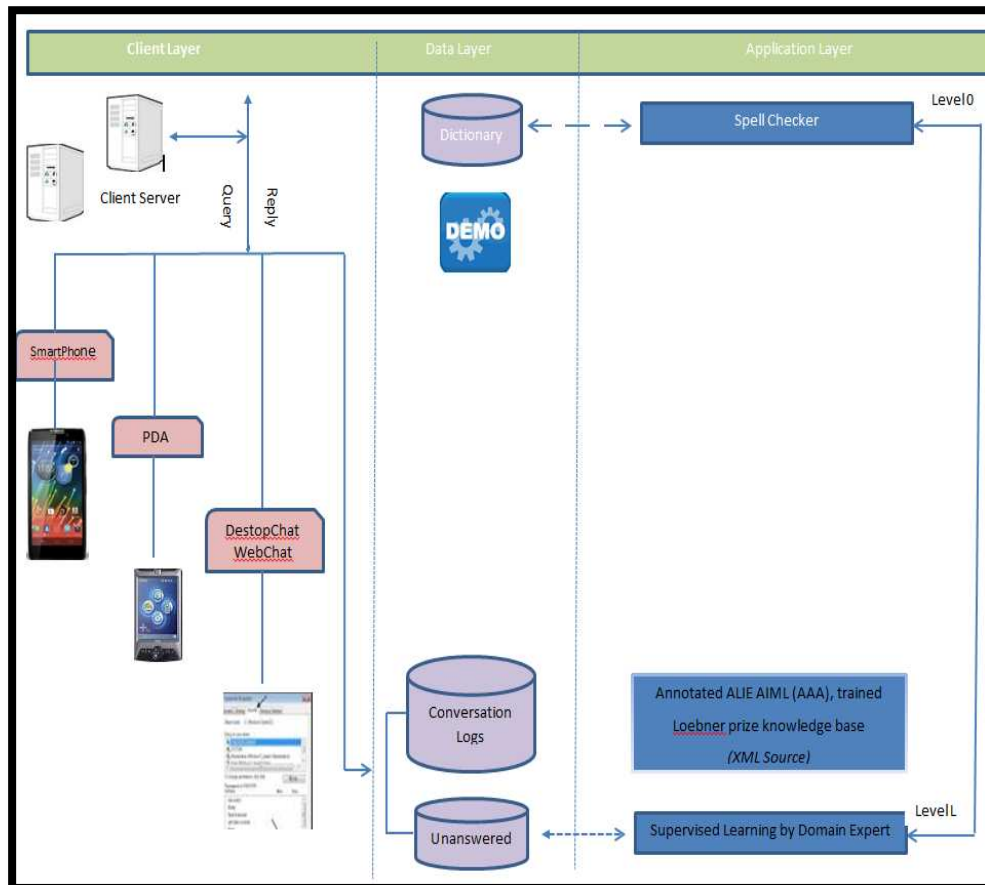 Client Layer
Data Layer
Application Layer
Level0
Dictionary
Spell Checker
Client Server
Query
Reply
DEMO
SmartPhone
PDA
DestopChat
WebChat
Conversation
Logs
Annotated ALIE AIML (AAA), trained
Loebner prize knowledge base
(XML Source)
LevelL
Unanswered
Supervised Learning by Domain Expert